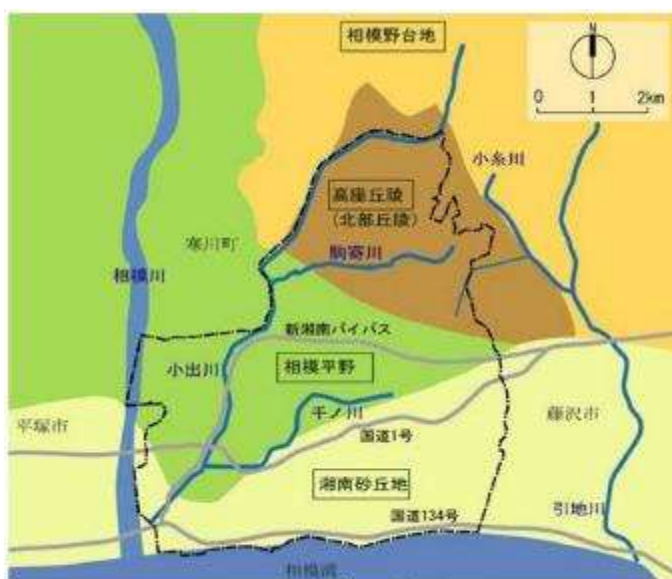 相模野台地
N
0 1 2km
小糸川
高座丘陵
(北部丘陵)
寒川町
駒寄川
相模川
新湘南バイパス
小出川
相模平野
千ノ川
平塚市
国道1号
藤沢市
湘南砂丘地
国道134号
引地川
相模湾